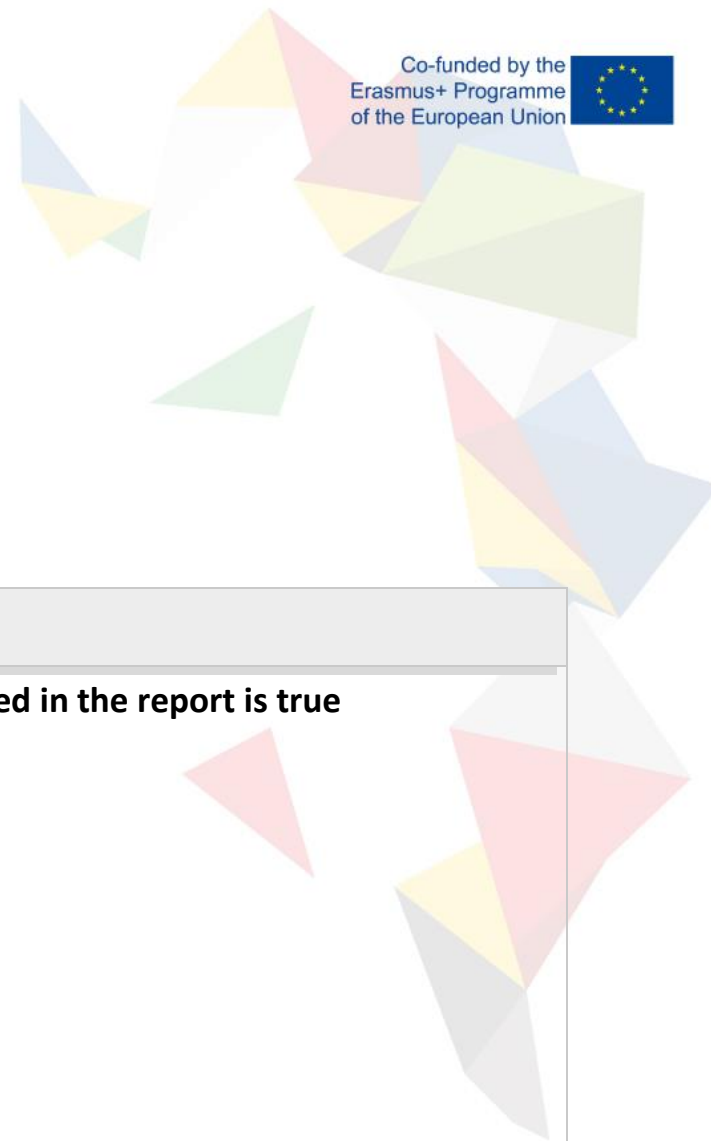 Co-funded by the
Erasmus+ Programme
of the European Union
ed in the report is true